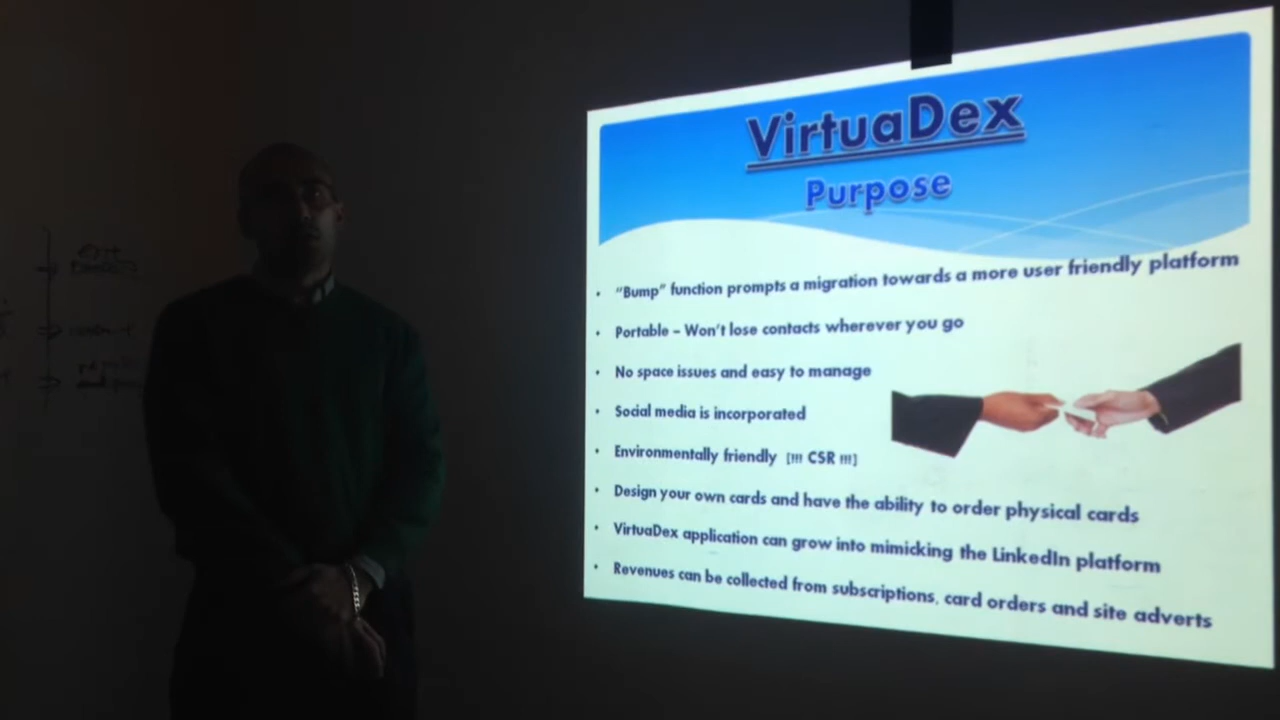 VirtuaDex
Purpose
• “Bump” function prompts a migration towards a more user friendly platform
• Portable – Won’t lose contacts wherever you go
• No space issues and easy to manage
• Social media is incorporated
• Environmentally friendly [!!! CSR !!!]
• Design your own cards and have the ability to order physical cards
• VirtuaDex application can grow into mimicking the LinkedIn platform
• Revenues can be collected from subscriptions, card orders and site adverts